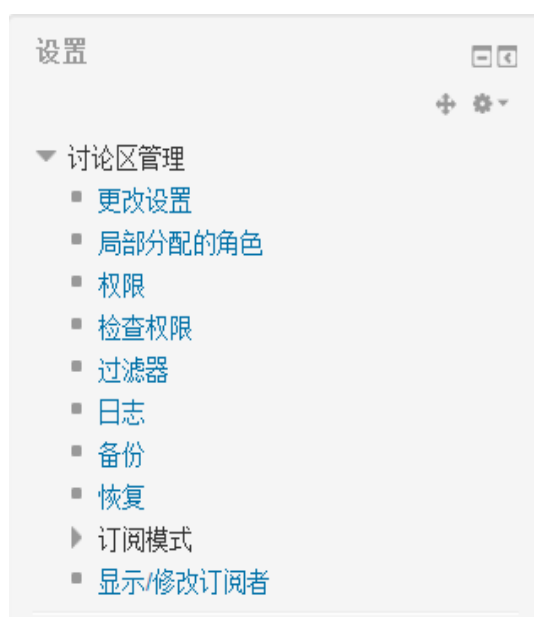 设置
讨论区管理
更改设置
局部分配的角色
权限
检查权限
过滤器
日志
备份
恢复
订阅模式
显示/修改订阅者